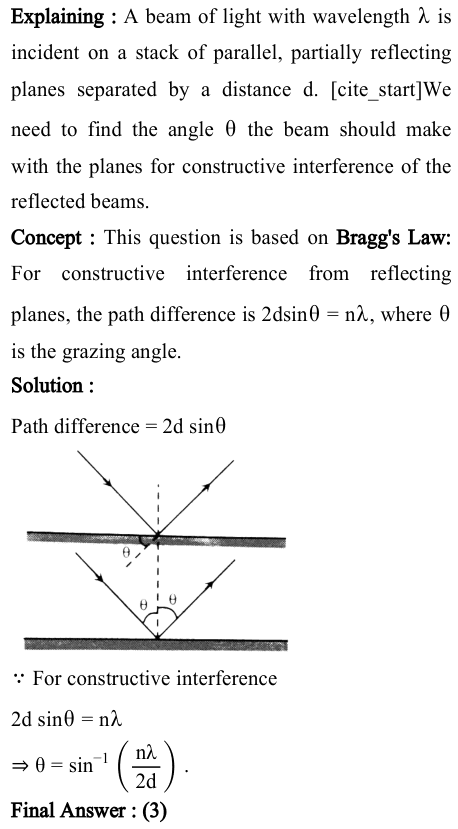 Explaining : A beam of light with wavelength λ is
incident on a stack of parallel, partially reflecting
planes separated by a distance d. [cite_start]We
need to find the angle θ the beam should make
with the planes for constructive interference of the
reflected beams.
Concept : This question is based on Bragg's Law:
For constructive interference from reflecting
planes, the path difference is 2dsinθ = nλ, where θ
is the grazing angle.
Solution :
Path difference = 2d sinθ
θ
θ θ
∵ For constructive interference
2d sinθ = nλ
⇒ θ = sin⁻¹ (nλ/2d) .
Final Answer : (3)